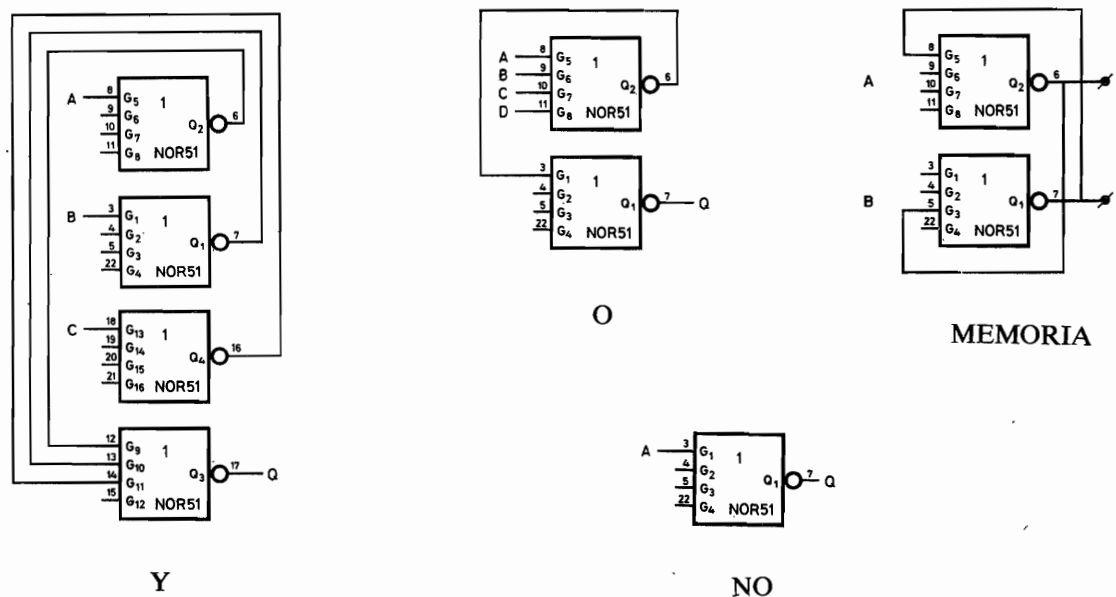 A 8 G5 1
9 G6
10 G7 Q2 6
11 G8 NOR51
B 3 G1 1
4 G2
5 G3 Q1 7
22 G4 NOR51
C 18 G13 1
19 G14
20 G15 Q4 16
21 G16 NOR51
12 G9 1
13 G10
14 G11 Q3 17 Q
15 G12 NOR51
Y
A 8 G5 1
B 9 G6
C 10 G7 Q2 6
D 11 G8 NOR51
3 G1 1
4 G2
5 G3 Q1 7 Q
22 G4 NOR51
O
8 G5 1
A 9 G6
10 G7 Q2 6
11 G8 NOR51
3 G1 1
4 G2
B 5 G3 Q1 7
22 G4 NOR51
MEMORIA
A 3 G1 1
4 G2
5 G3 Q1 7 Q
22 G4 NOR51
NO